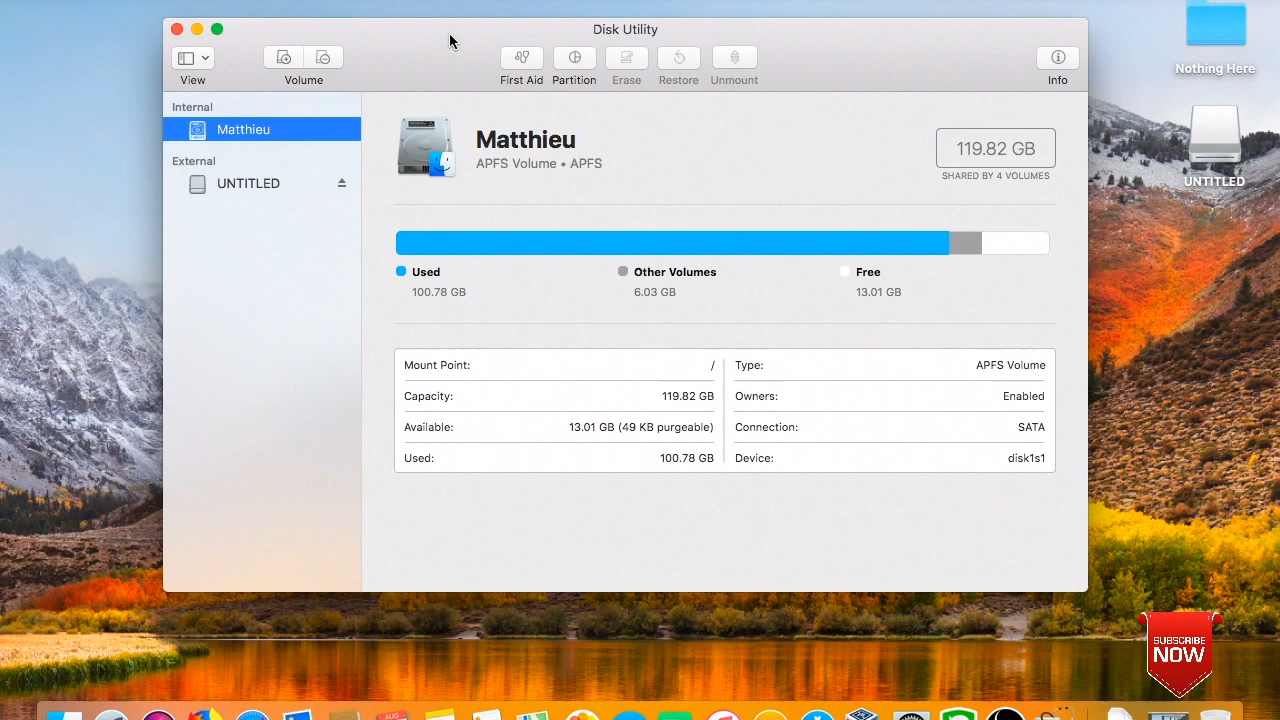 Disk Utility
View
Volume
First Aid
Partition
Erase
Restore
Unmount
Info
Internal
Matthieu
External
UNTITLED
Matthieu
APFS Volume • APFS
119.82 GB
SHARED BY 4 VOLUMES
Used
100.78 GB
Other Volumes
6.03 GB
Free
13.01 GB
Mount Point: /
Capacity: 119.82 GB
Available: 13.01 GB (49 KB purgeable)
Used: 100.78 GB
Type: APFS Volume
Owners: Enabled
Connection: SATA
Device: disk1s1
Nothing Here
UNTITLED
SUBSCRIBE
NOW
AUG